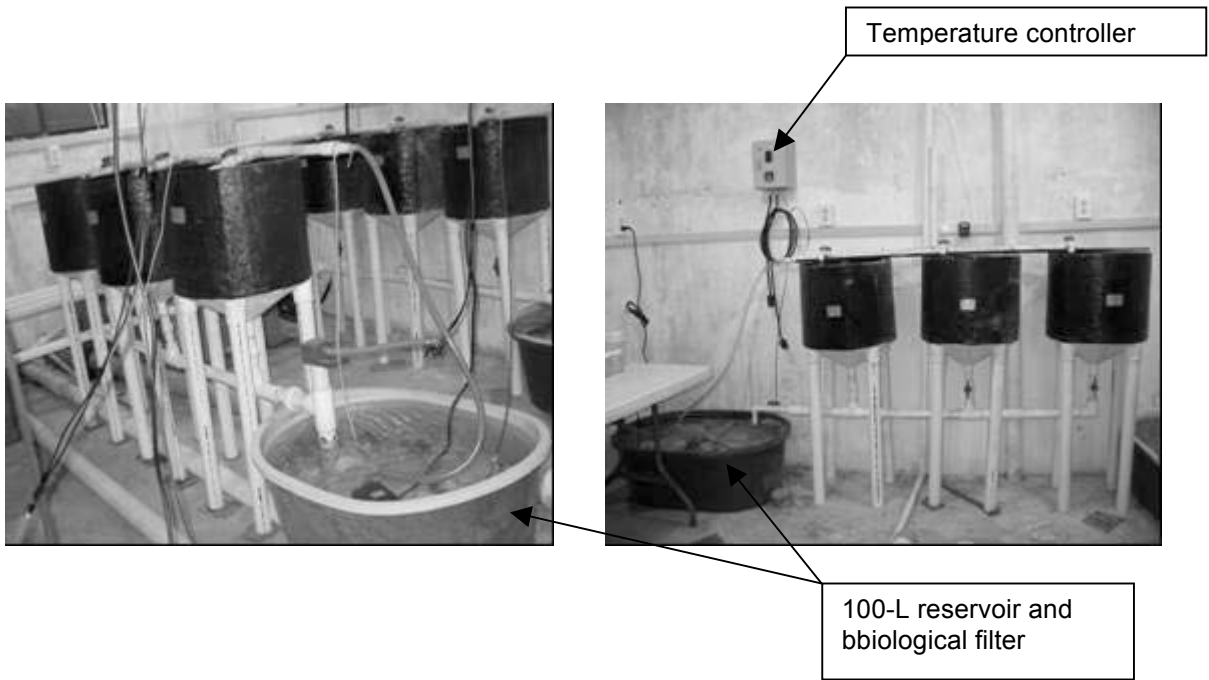 Temperature controller
100-L reservoir and
bbiological filter